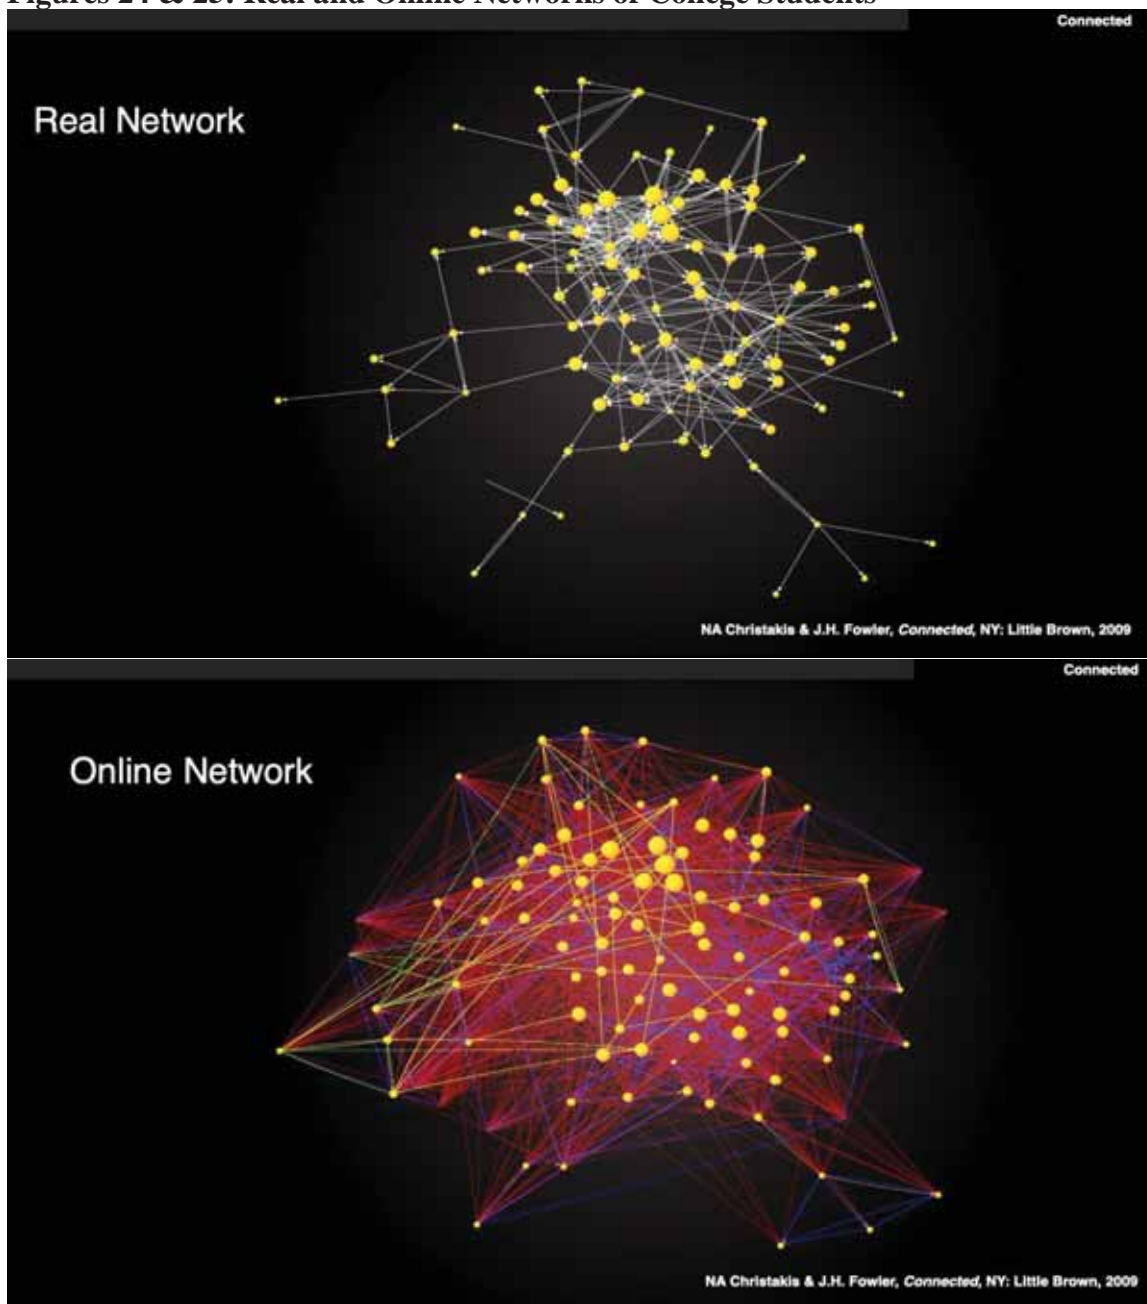 Figures 24 & 25: Real and Online Networks of College Students
Connected
Real Network
NA Christakis & J.H. Fowler, Connected, NY: Little Brown, 2009
Connected
Online Network
NA Christakis & J.H. Fowler, Connected, NY: Little Brown, 2009